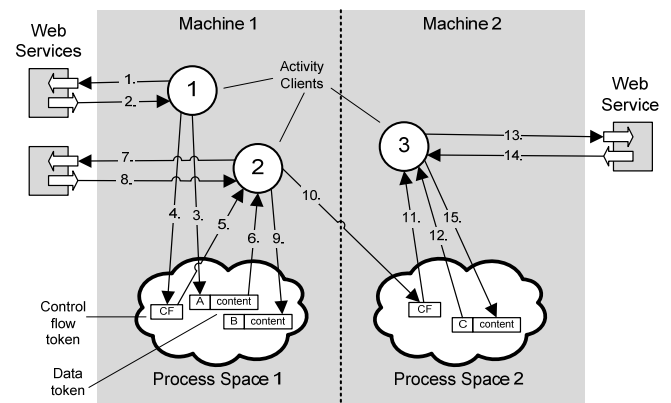 Machine 1
Machine 2
Web
Services
Activity
Clients
Web
Service
1.
2.
1
3
13.
14.
7.
8.
2
10.
4.
3.
5.
6.
9.
11.
12.
15.
Control
flow
token
CF
A content
B content
CF
C content
Data
token
Process Space 1
Process Space 2